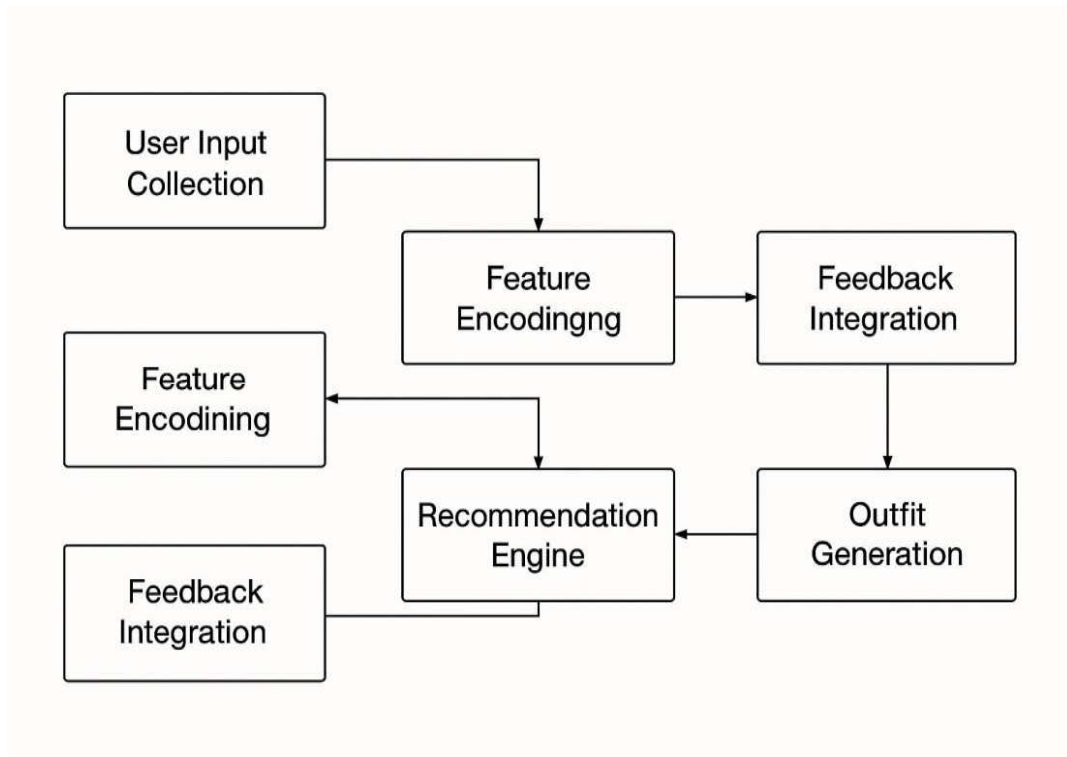 User Input
Collection
Feature
Encodingng
Feedback
Integration
Feature
Encodining
Recommendation
Engine
Outfit
Generation
Feedback
Integration